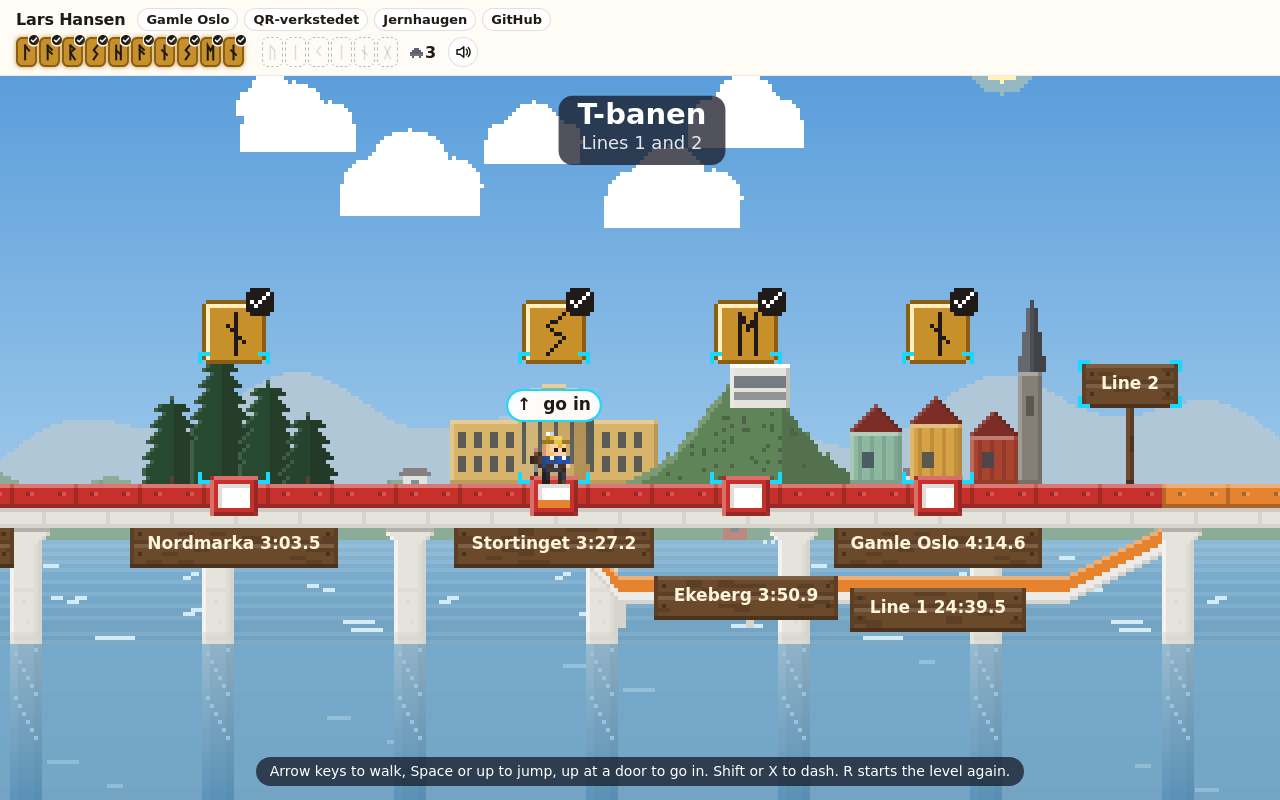 Lars Hansen Gamle Oslo QR-verkstedet Jernhaugen GitHub
ᚾ 3
T-banen
Lines 1 and 2
Line 2
↑ go in
Nordmarka 3:03.5
Stortinget 3:27.2
Gamle Oslo 4:14.6
Ekeberg 3:50.9
Line 1 24:39.5
Arrow keys to walk, Space or up to jump, up at a door to go in. Shift or X to dash. R starts the level again.